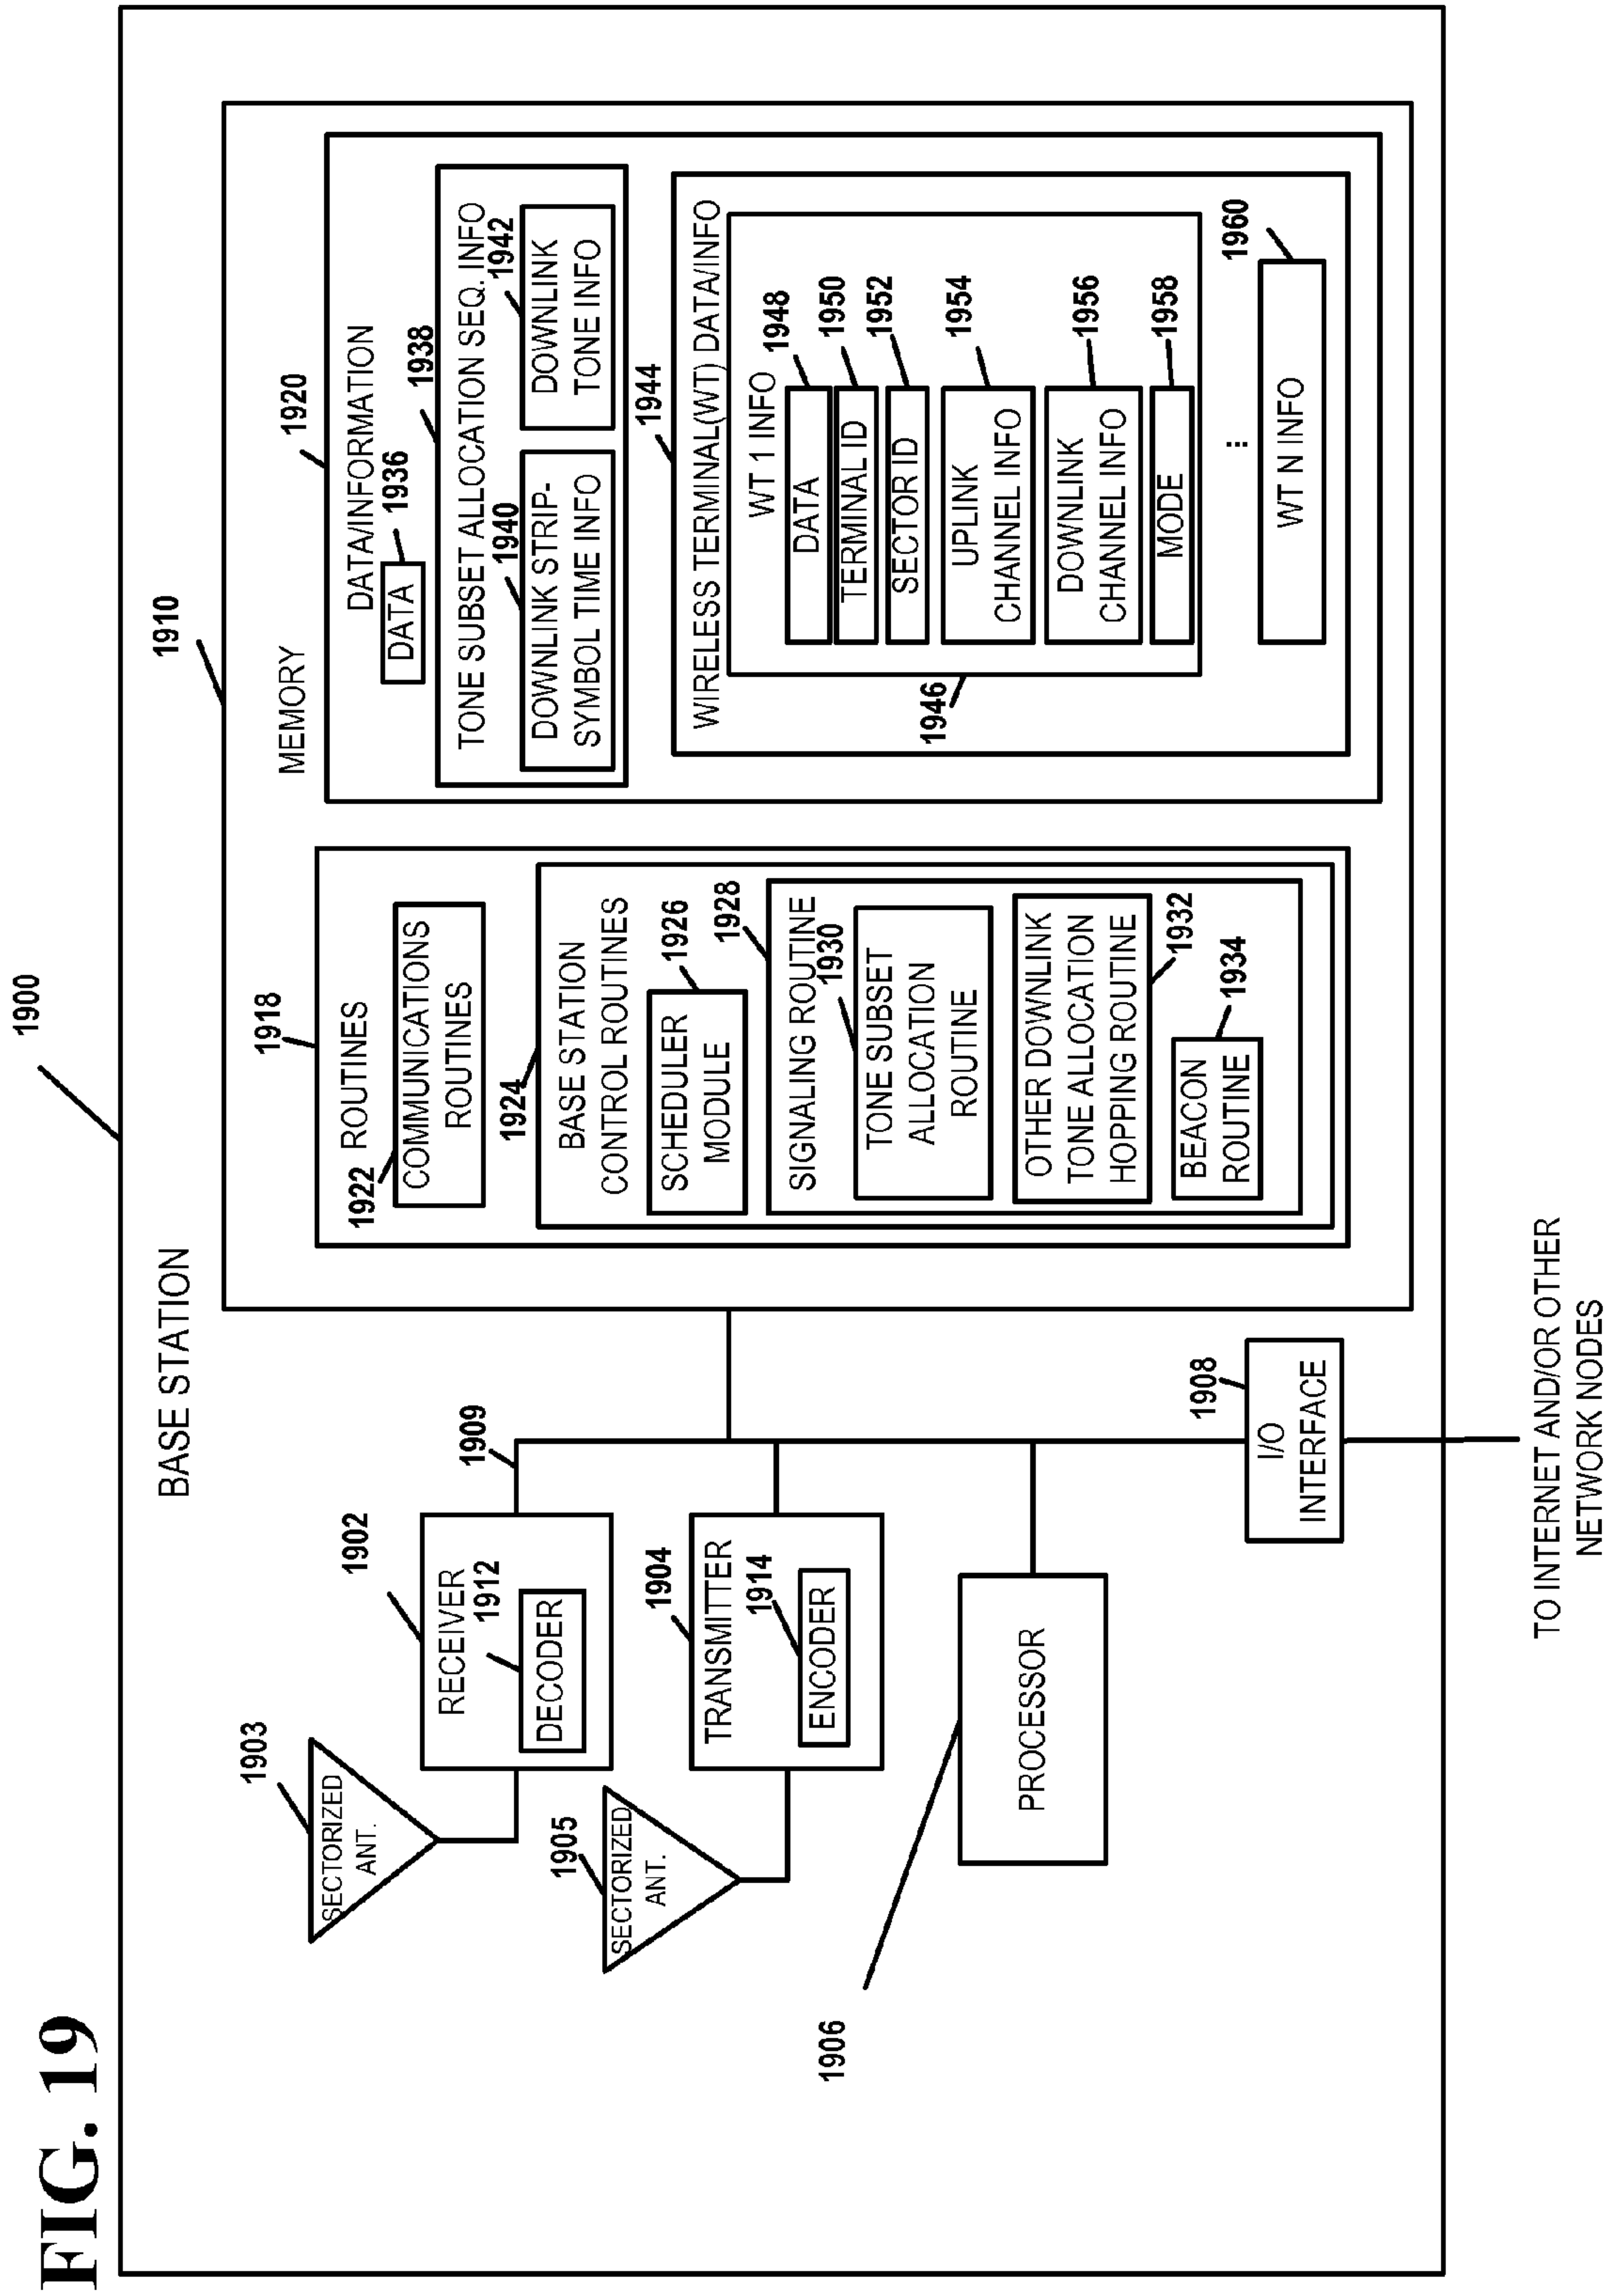 FIG. 19
1900
BASE STATION
1910
1903
SECTORIZED
ANT.
1902
RECEIVER
1912
DECODER
1909
1905
SECTORIZED
ANT.
1904
TRANSMITTER
1914
ENCODER
1906
PROCESSOR
1908
I/O
INTERFACE
TO INTERNET AND/OR OTHER
NETWORK NODES
MEMORY
1918
ROUTINES
1922
COMMUNICATIONS
ROUTINES
1924
BASE STATION
CONTROL ROUTINES
1926
SCHEDULER
MODULE
1928
SIGNALING ROUTINE
1930
TONE SUBSET
ALLOCATION
ROUTINE
OTHER DOWNLINK
TONE ALLOCATION
HOPPING ROUTINE
1932
1934
BEACON
ROUTINE
1920
DATA/INFORMATION
1936
DATA
1938
TONE SUBSET ALLOCATION SEQ. INFO
1940
DOWNLINK STRIP-
SYMBOL TIME INFO
1942
DOWNLINK
TONE INFO
1944
WIRELESS TERMINAL(WT) DATA/INFO
1946
WT 1 INFO
1948
DATA
1950
TERMINAL ID
1952
SECTOR ID
1954
UPLINK
CHANNEL INFO
1956
DOWNLINK
CHANNEL INFO
1958
MODE
...
1960
WT N INFO